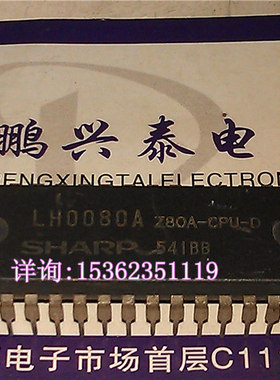 鹏兴泰电
ENGXINGTAIELECTRON
LH0080A Z80A-CPU-D
SHARP 541BB
详询:15362351119
电子市场首层C11